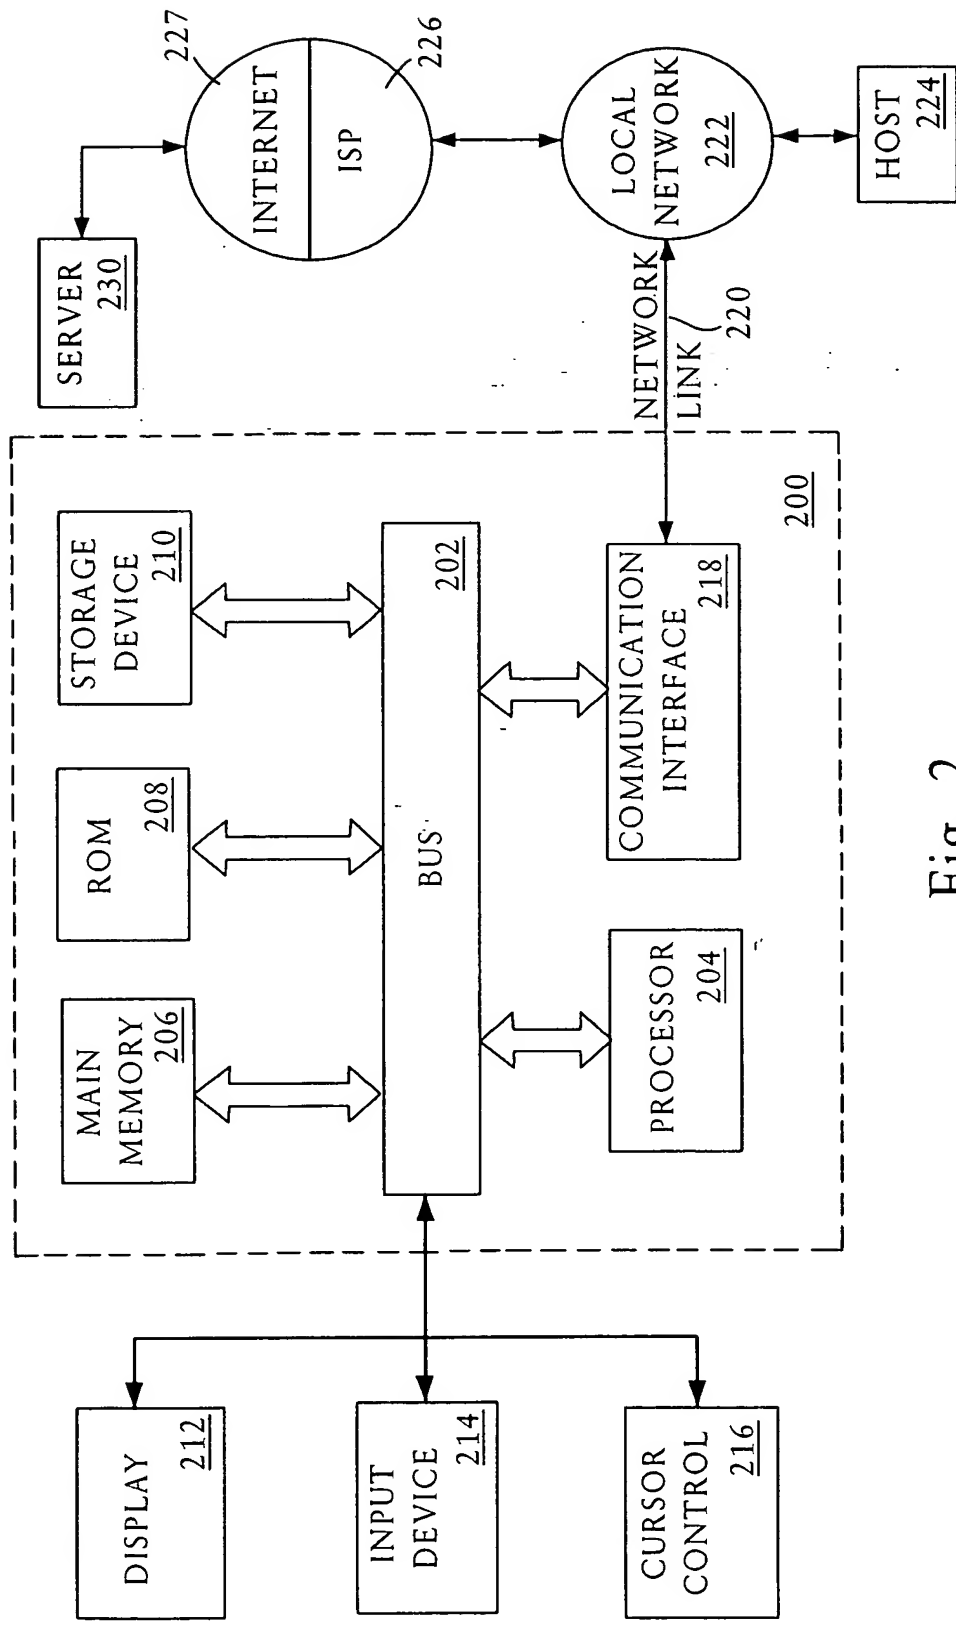 DISPLAY
212
INPUT
DEVICE
214
CURSOR
CONTROL
216
MAIN
MEMORY
206
ROM
208
STORAGE
DEVICE
210
BUS
202
PROCESSOR
204
COMMUNICATION
INTERFACE
218
200
SERVER
230
NETWORK
LINK
220
227
INTERNET
ISP
226
LOCAL
NETWORK
222
HOST
224
Fig. 2